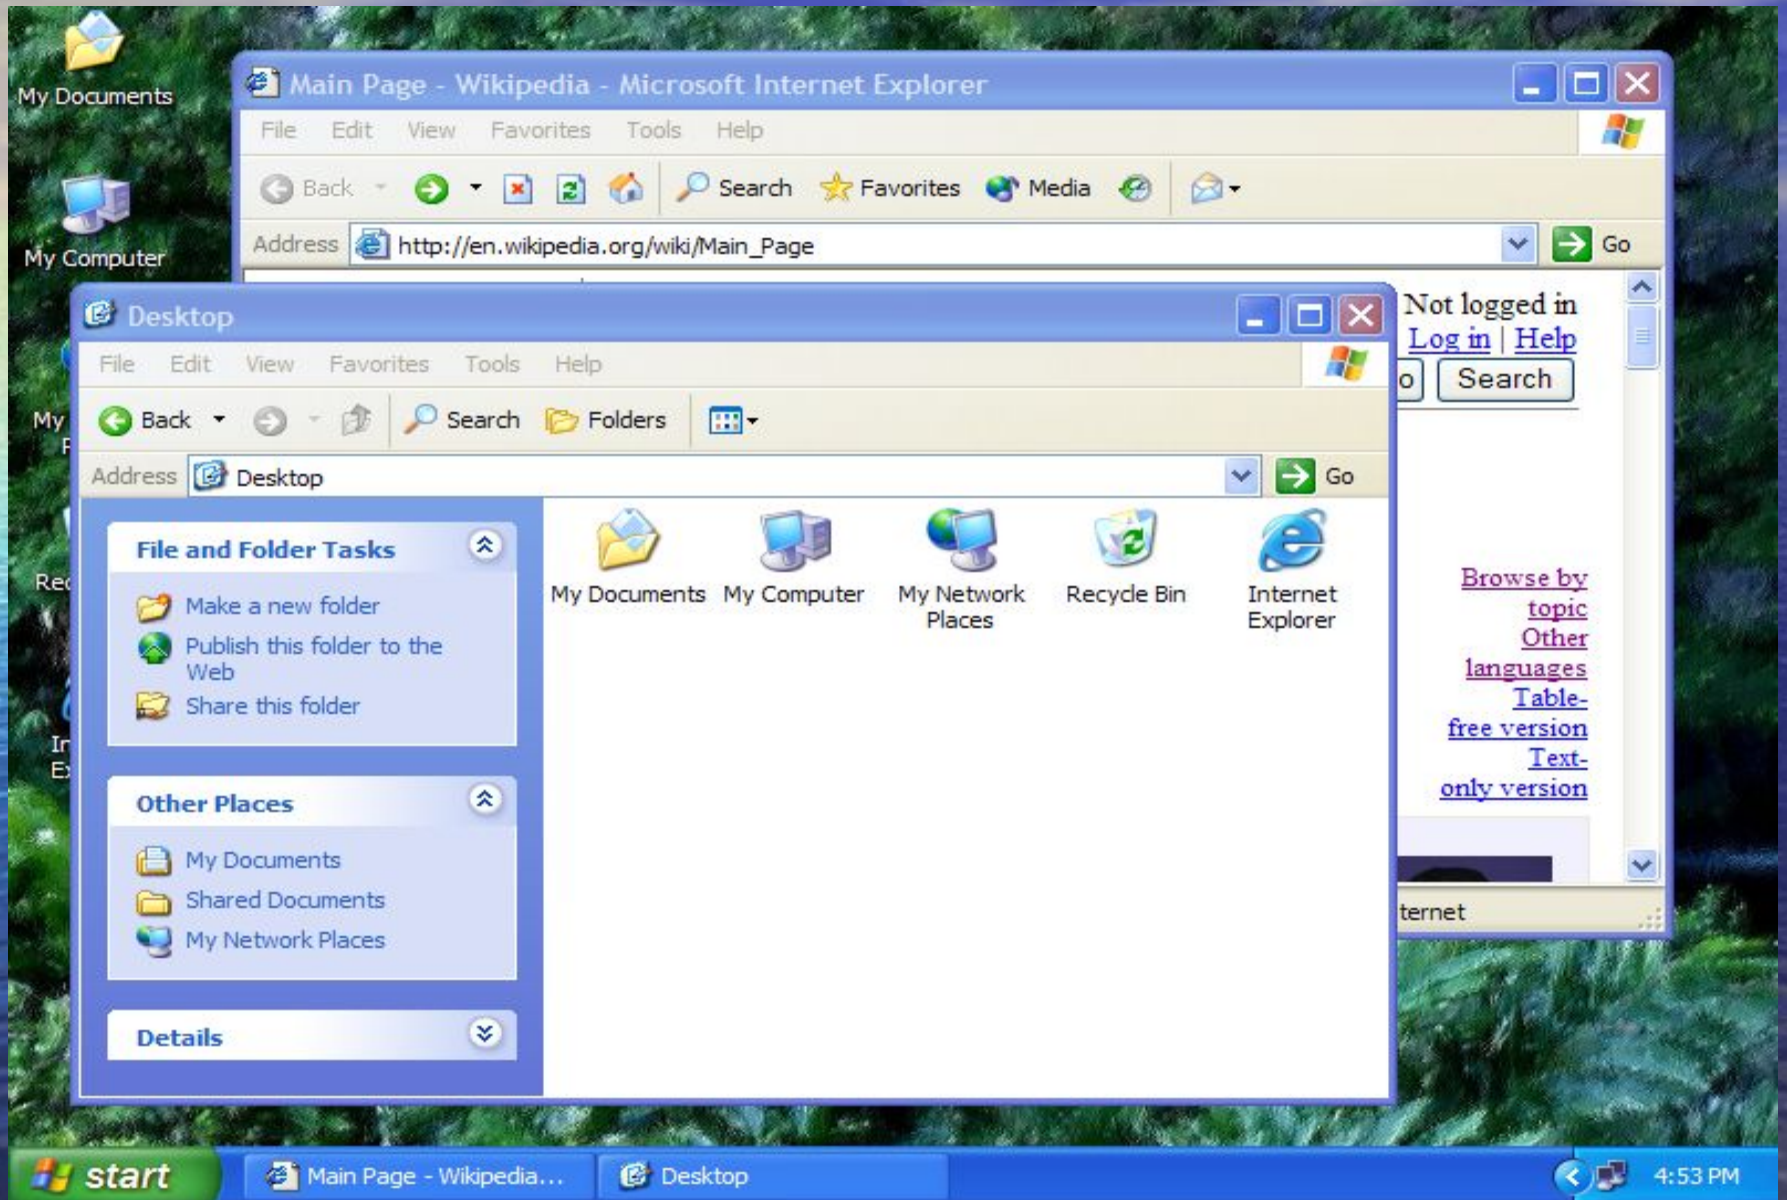 My Documents
My Computer
My
Main Page - Wikipedia - Microsoft Internet Explorer
File Edit View Favorites Tools Help
Back Search Favorites Media
Address http://en.wikipedia.org/wiki/Main_Page Go
Not logged in
Log in | Help
Search
Browse by
topic
Other
languages
Table-
free version
Text-
only version
Desktop
File Edit View Favorites Tools Help
Back Search Folders
Address Desktop Go
File and Folder Tasks
Make a new folder
Publish this folder to the
Web
Share this folder
Other Places
My Documents
Shared Documents
My Network Places
Details
My Documents My Computer My Network Recycle Bin Internet
Places Explorer
start Main Page - Wikipedia... Desktop 4:53 PM